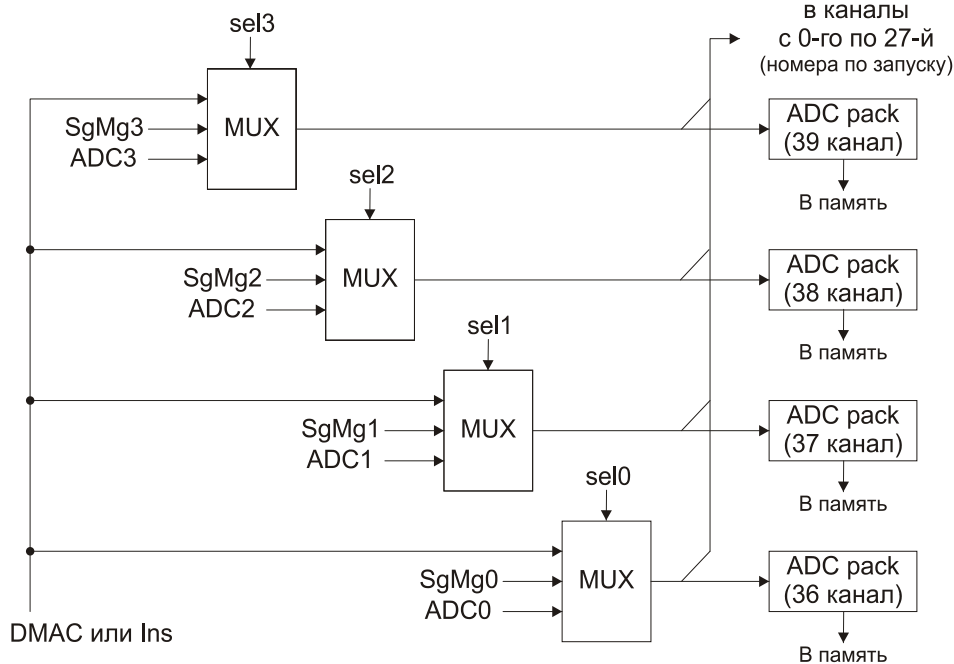 в каналы
с 0-го по 27-й
(номера по запуску)
sel3
SgMg3
ADC3
MUX
ADC pack
(39 канал)
В память
sel2
SgMg2
ADC2
MUX
ADC pack
(38 канал)
В память
sel1
SgMg1
ADC1
MUX
ADC pack
(37 канал)
В память
sel0
SgMg0
ADC0
MUX
ADC pack
(36 канал)
В память
DMAC или Ins